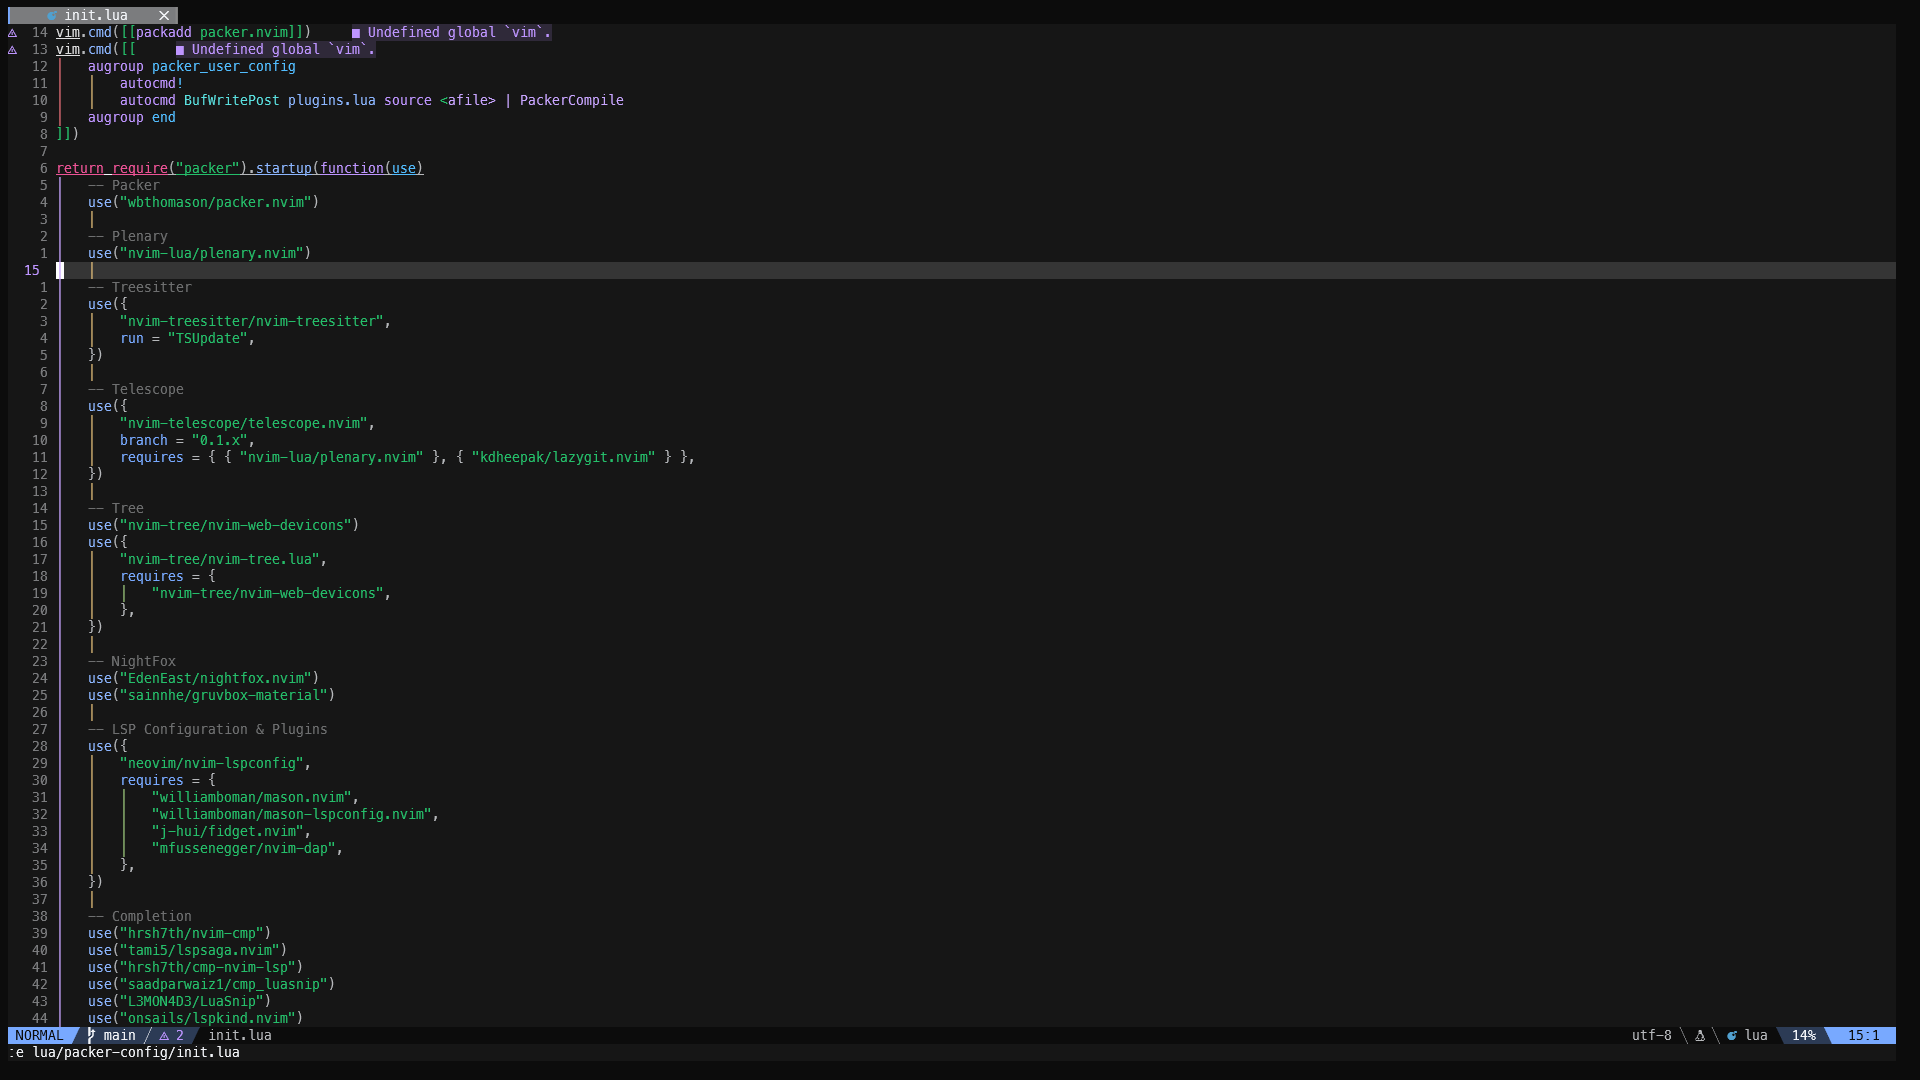 init.lua ✕
14 vim.cmd([[packadd packer.nvim]]) ■ Undefined global `vim`.
13 vim.cmd([[ ■ Undefined global `vim`.
12 augroup packer_user_config
11 autocmd!
10 autocmd BufWritePost plugins.lua source <afile> | PackerCompile
9 augroup end
8 ]])
7
6 return require("packer").startup(function(use)
5 -- Packer
4 use("wbthomason/packer.nvim")
3
2 -- Plenary
1 use("nvim-lua/plenary.nvim")
15
1 -- Treesitter
2 use({
3 "nvim-treesitter/nvim-treesitter",
4 run = "TSUpdate",
5 })
6
7 -- Telescope
8 use({
9 "nvim-telescope/telescope.nvim",
10 branch = "0.1.x",
11 requires = { { "nvim-lua/plenary.nvim" }, { "kdheepak/lazygit.nvim" } },
12 })
13
14 -- Tree
15 use("nvim-tree/nvim-web-devicons")
16 use({
17 "nvim-tree/nvim-tree.lua",
18 requires = {
19 "nvim-tree/nvim-web-devicons",
20 },
21 })
22
23 -- NightFox
24 use("EdenEast/nightfox.nvim")
25 use("sainnhe/gruvbox-material")
26
27 -- LSP Configuration & Plugins
28 use({
29 "neovim/nvim-lspconfig",
30 requires = {
31 "williamboman/mason.nvim",
32 "williamboman/mason-lspconfig.nvim",
33 "j-hui/fidget.nvim",
34 "mfussenegger/nvim-dap",
35 },
36 })
37
38 -- Completion
39 use("hrsh7th/nvim-cmp")
40 use("tami5/lspsaga.nvim")
41 use("hrsh7th/cmp-nvim-lsp")
42 use("saadparwaiz1/cmp_luasnip")
43 use("L3MON4D3/LuaSnip")
44 use("onsails/lspkind.nvim")
NORMAL main 2 init.lua utf-8 lua 14% 15:1
:e lua/packer-config/init.lua